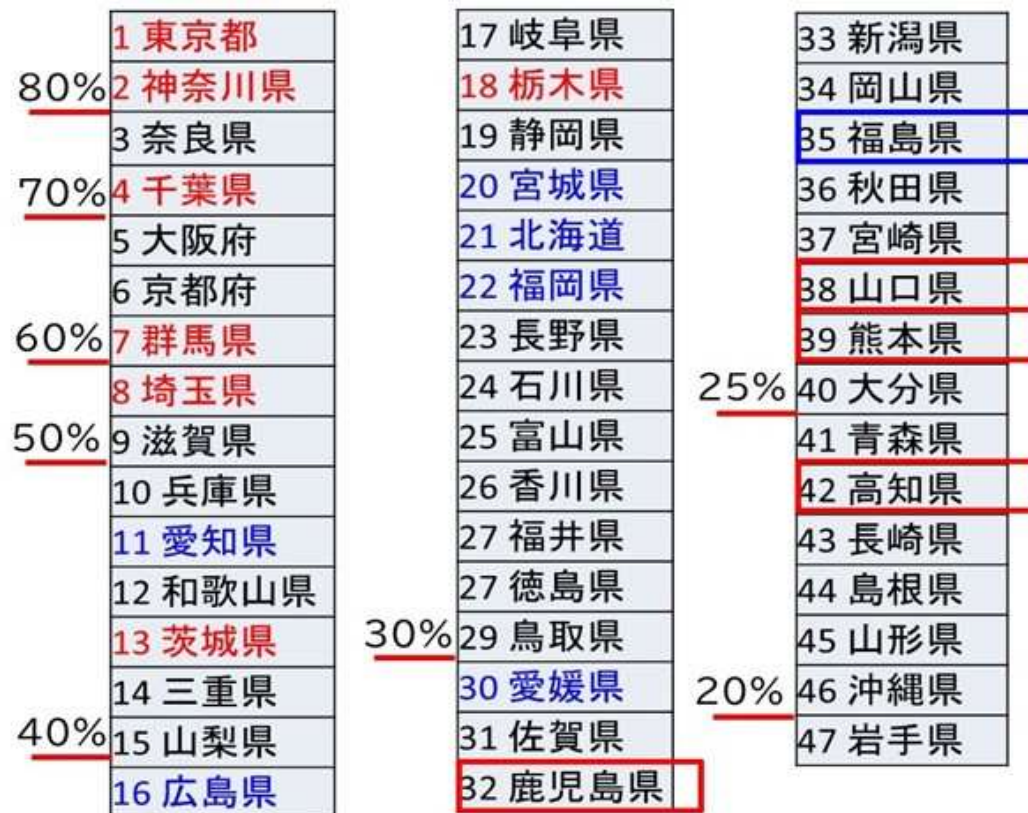 1 東京都
80%
2 神奈川県
3 奈良県
70%
4 千葉県
5 大阪府
6 京都府
60%
7 群馬県
8 埼玉県
50%
9 滋賀県
10 兵庫県
11 愛知県
12 和歌山県
13 茨城県
14 三重県
40%
15 山梨県
16 広島県
17 岐阜県
18 栃木県
19 静岡県
20 宮城県
21 北海道
22 福岡県
23 長野県
24 石川県
25 富山県
26 香川県
27 福井県
27 徳島県
30%
29 鳥取県
30 愛媛県
31 佐賀県
32 鹿児島県
33 新潟県
34 岡山県
35 福島県
36 秋田県
37 宮崎県
38 山口県
39 熊本県
25%
40 大分県
41 青森県
42 高知県
43 長崎県
44 島根県
45 山形県
20%
46 沖縄県
47 岩手県